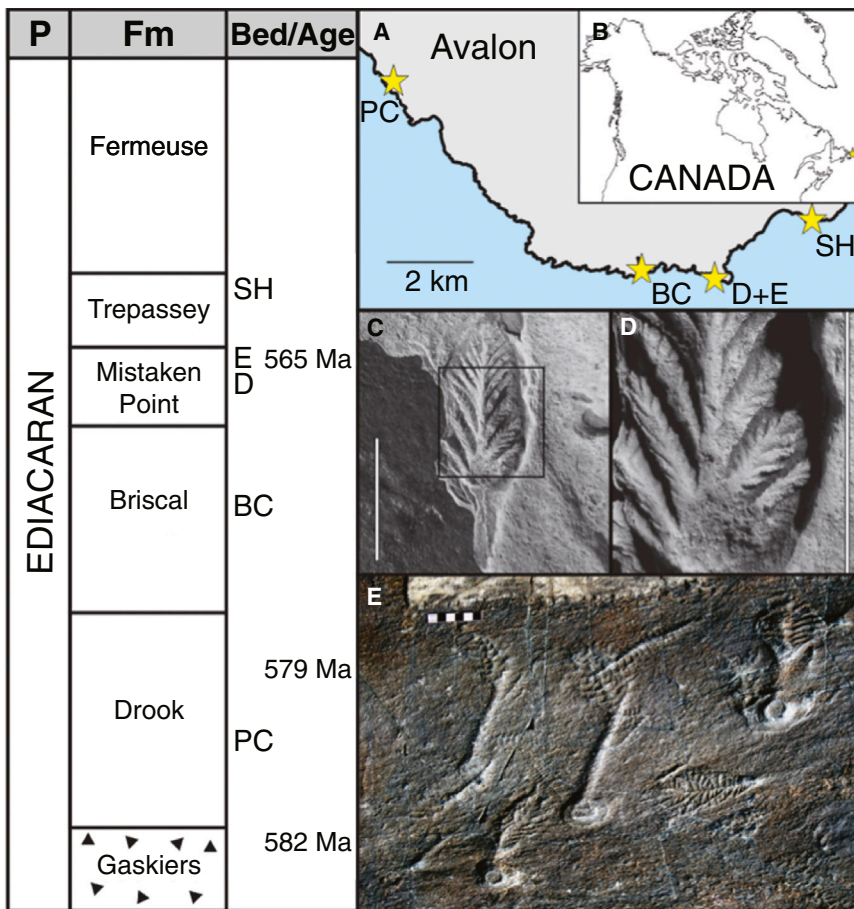 P Fm Bed/Age
EDIACARAN
Fermeuse
SH
Trepassey
E 565 Ma
D
Mistaken
Point
Briscal
BC
579 Ma
Drook
PC
582 Ma
Gaskiers
A
Avalon
PC
2 km
BC
D+E
SH
B
CANADA
C
D
E